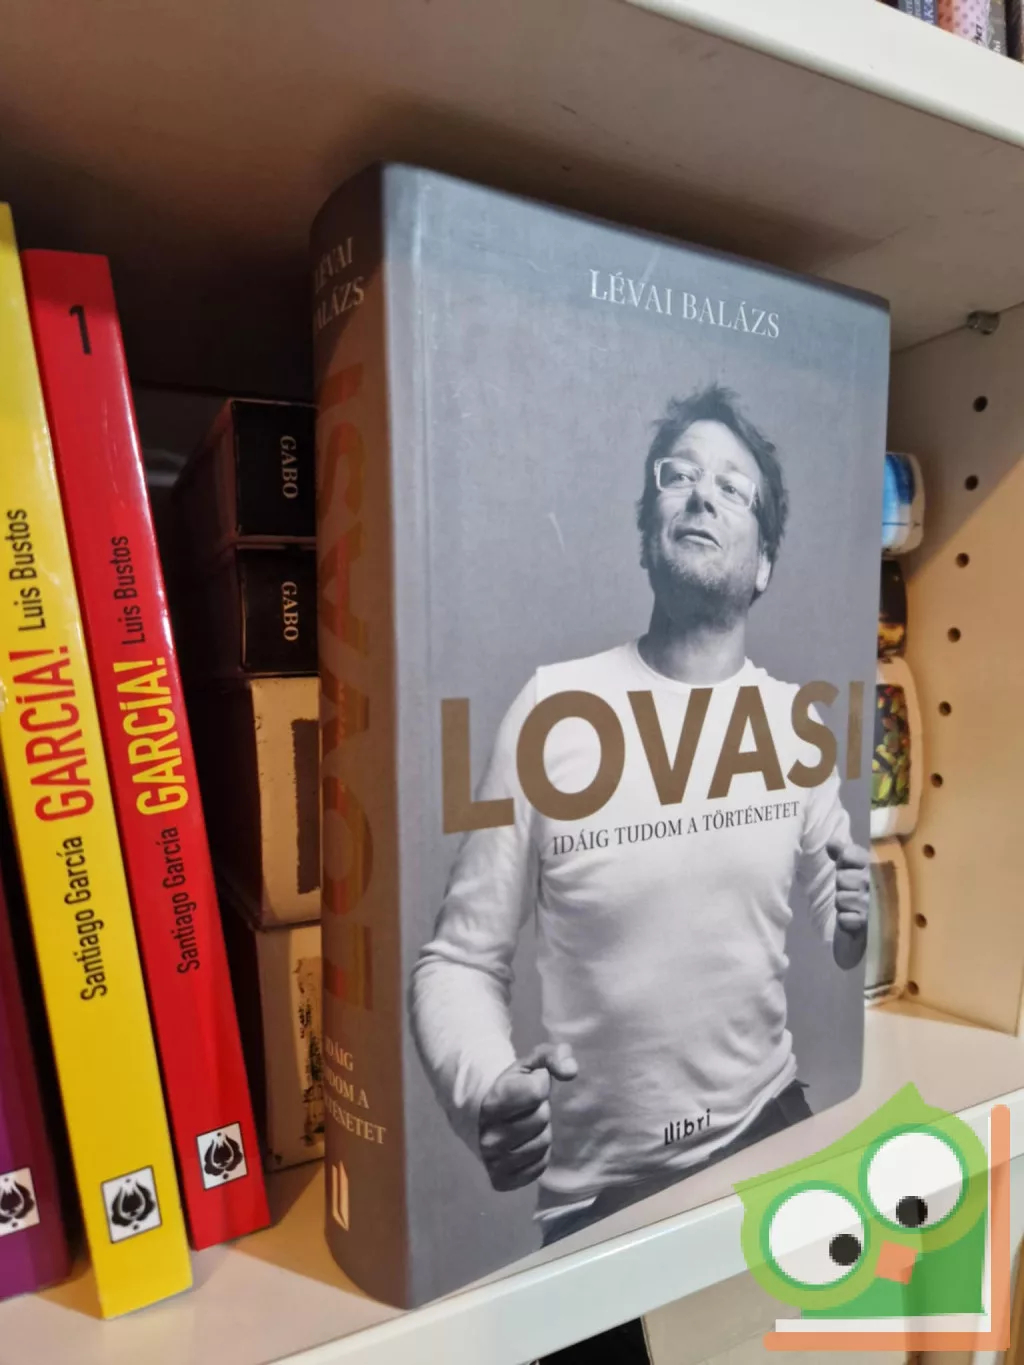 LÉVAI BALÁZS
LOVASI
IDÁIG TUDOM A TÖRTÉNETET
libri
LÉVAI
BALÁZS
LOVASI
IDÁIG
TUDOM A
TÖRTÉNETET
GABO
GABO
1
Santiago García GARCÍA! Luis Bustos
Santiago García GARCÍA! Luis Bustos